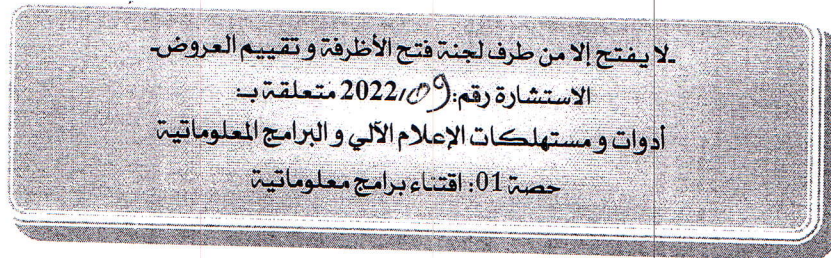 -لا يفتح إلا من طرف لجنة فتح الأظرفة و تقييم العروض-
الاستشارة رقم: 09/2022 متعلقة بـ:
أدوات و مستهلكات الإعلام الآلي و البرامج المعلوماتية
حصة 01: اقتناء برامج معلوماتية